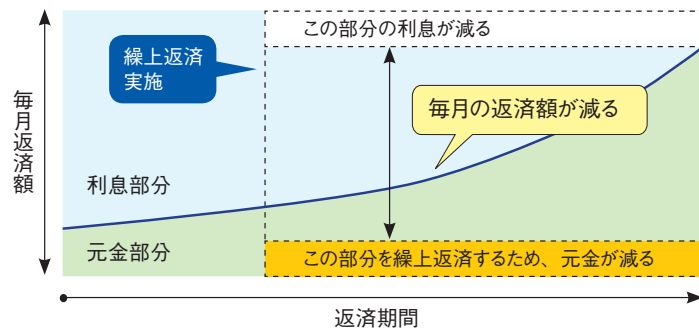 この部分の利息が減る
繰上返済
実施
毎月返済額
毎月の返済額が減る
利息部分
元金部分
この部分を繰上返済するため、元金が減る
返済期間